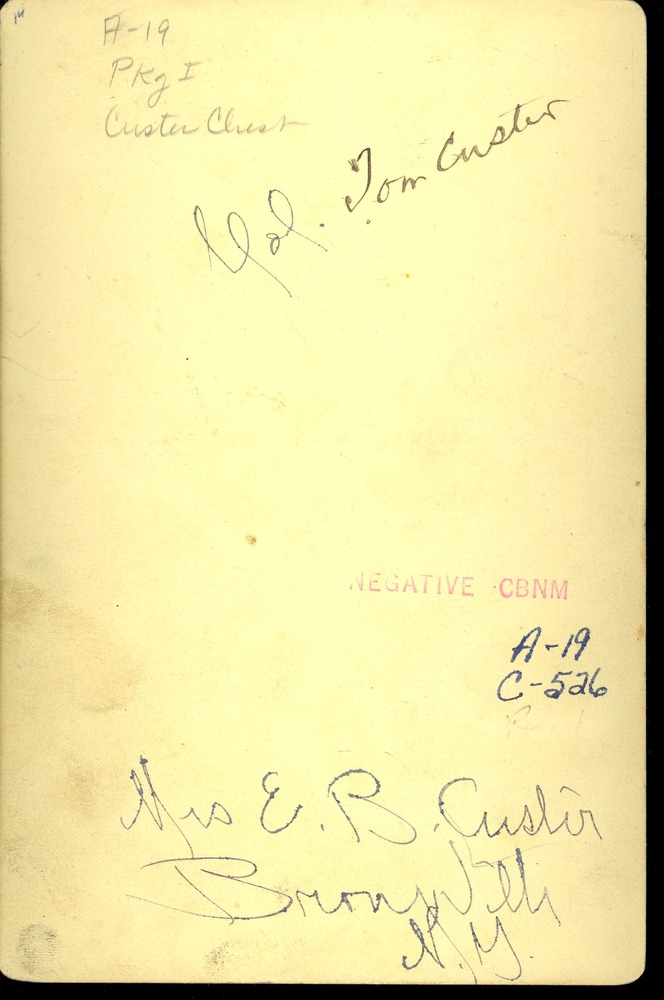 A-19
Pkg I
Custer Chest
Col. Tom Custer
NEGATIVE CBNM
A-19
C-526
Mrs E. B. Custer
Bronxville
N.Y.